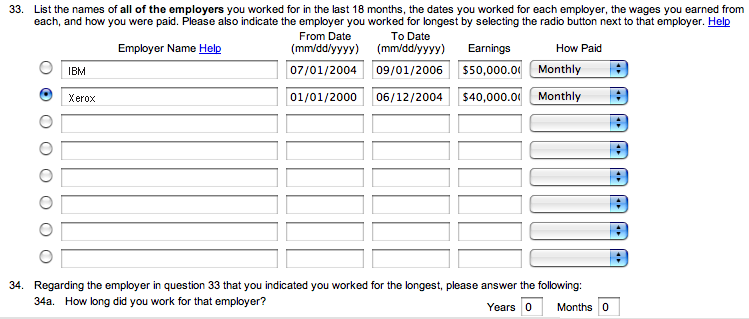 33. List the names of all of the employers you worked for in the last 18 months, the dates you worked for each employer, the wages you earned from
each, and how you were paid. Please also indicate the employer you worked for longest by selecting the radio button next to that employer. Help
From Date To Date
Employer Name Help (mm/dd/yyyy) (mm/dd/yyyy) Earnings How Paid
IBM 07/01/2004 09/01/2006 $50,000.0 Monthly
Xerox 01/01/2000 06/12/2004 $40,000.0 Monthly
34. Regarding the employer in question 33 that you indicated you worked for the longest, please answer the following:
34a. How long did you work for that employer?
Years 0 Months 0